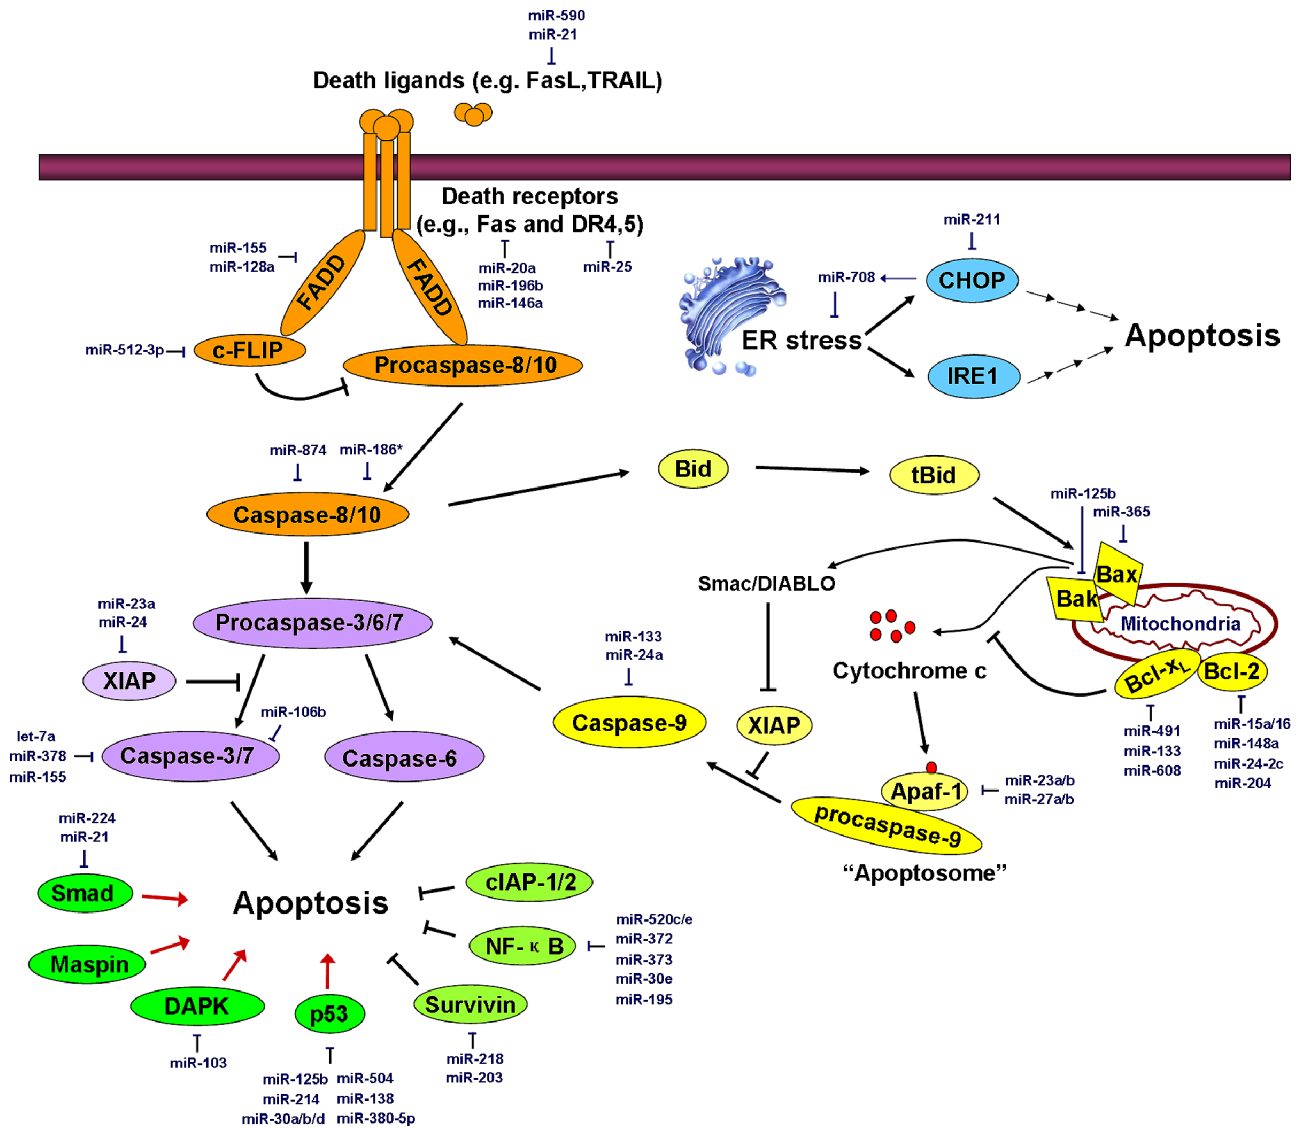 miR-590
miR-21
Death ligands (e.g. FasL,TRAIL)
Death receptors
(e.g., Fas and DR4,5)
miR-155
miR-128a
FADD
FADD
miR-20a
miR-196b
miR-146a
miR-25
miR-512-3p
c-FLIP
Procaspase-8/10
miR-211
miR-708
CHOP
ER stress
IRE1
Apoptosis
miR-874
miR-186*
Caspase-8/10
Bid
tBid
miR-125b
miR-365
Bax
Bak
Mitochondria
Bcl-xL
Bcl-2
Smac/DIABLO
Cytochrome c
miR-491
miR-133
miR-608
miR-15a/16
miR-148a
miR-24-2c
miR-204
miR-23a
miR-24
XIAP
Procaspase-3/6/7
miR-133
miR-24a
Caspase-9
XIAP
let-7a
miR-378
miR-155
miR-106b
Caspase-3/7
Caspase-6
Apaf-1
miR-23a/b
miR-27a/b
procaspase-9
“Apoptosome”
miR-224
miR-21
Smad
Maspin
DAPK
miR-103
p53
miR-125b
miR-214
miR-30a/b/d
miR-504
miR-138
miR-380-5p
Apoptosis
cIAP-1/2
NF-κB
miR-520c/e
miR-372
miR-373
miR-30e
miR-195
Survivin
miR-218
miR-203